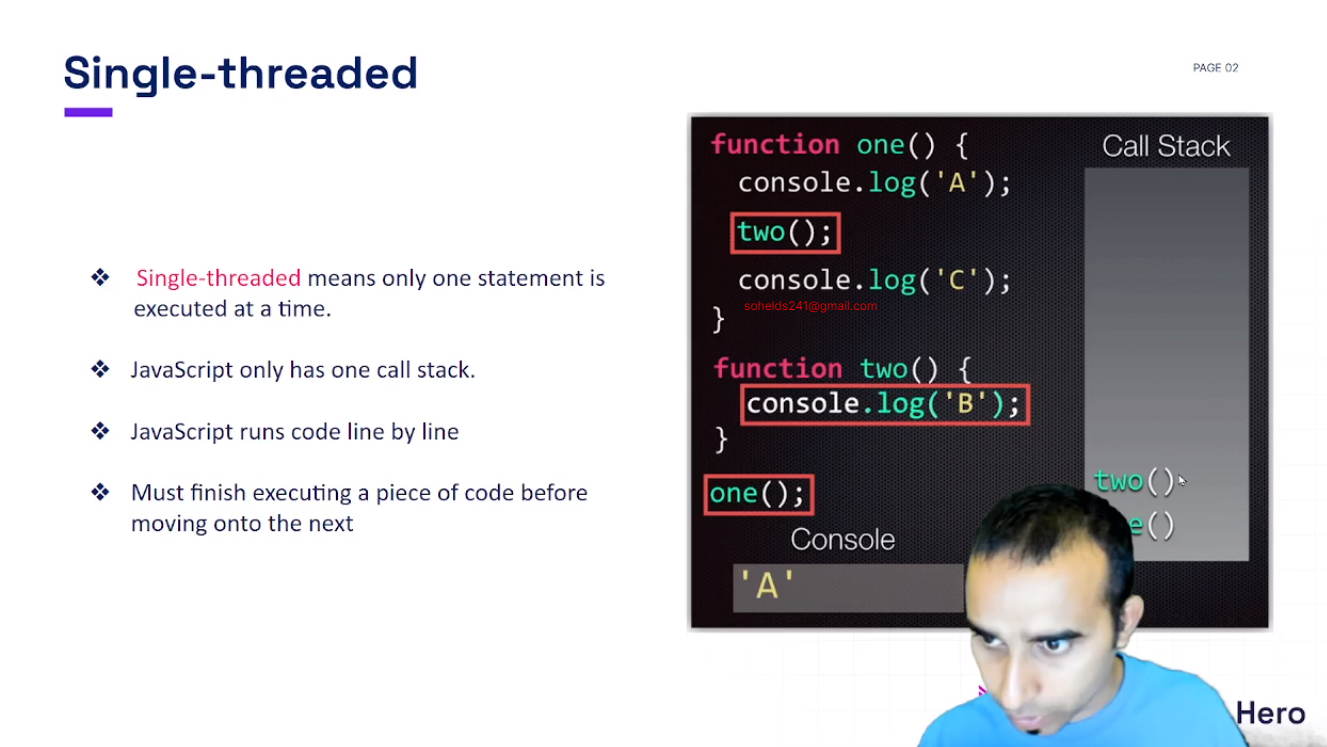 Single-threaded
PAGE 02
❖ Single-threaded means only one statement is
executed at a time.
❖ JavaScript only has one call stack.
❖ JavaScript runs code line by line
❖ Must finish executing a piece of code before
moving onto the next
function one() {
console.log('A');
two();
console.log('C');
soheIds241@gmail.com
}
function two() {
console.log('B');
}
one();
Console
'A'
Call Stack
two()
e()
Hero